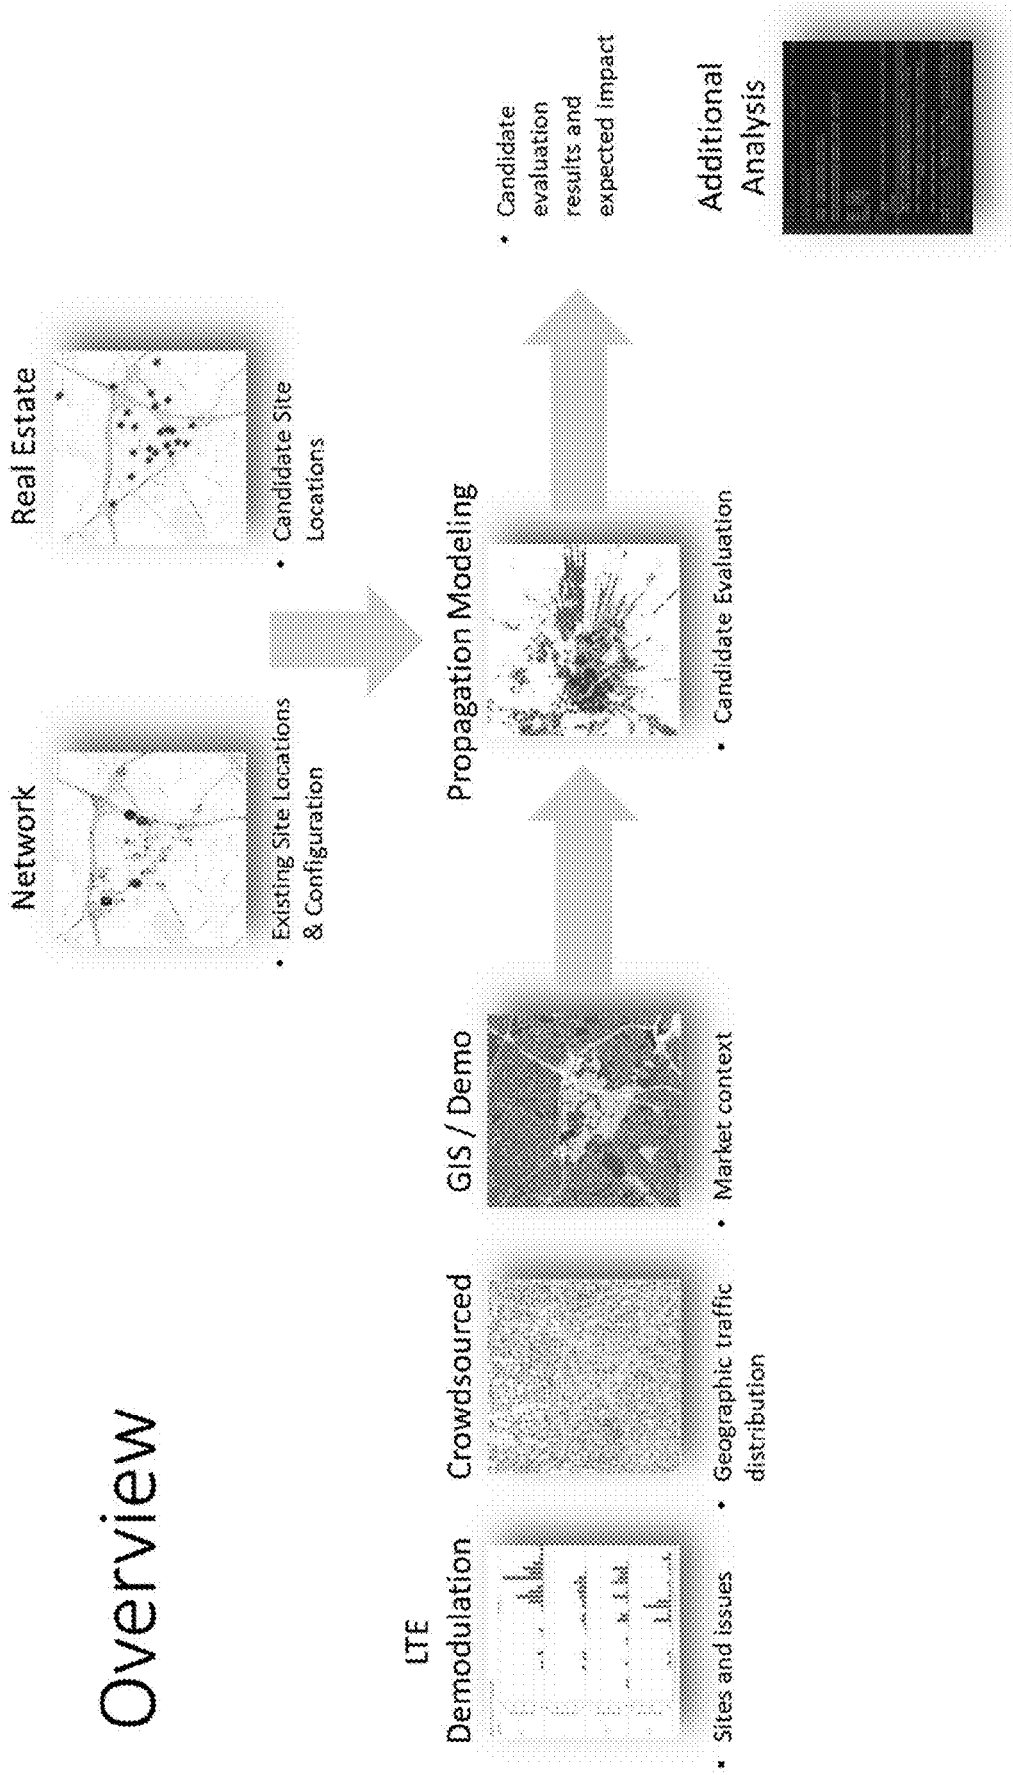 Overview
Network
• Existing Site Locations
& Configuration
Real Estate
• Candidate Site
Locations
LTE
Demodulation
• Sites and issues
Crowdsourced
• Geographic traffic
distribution
GIS / Demo
• Market context
Propagation Modeling
• Candidate Evaluation
• Candidate
evaluation
results and
expected impact
Additional
Analysis